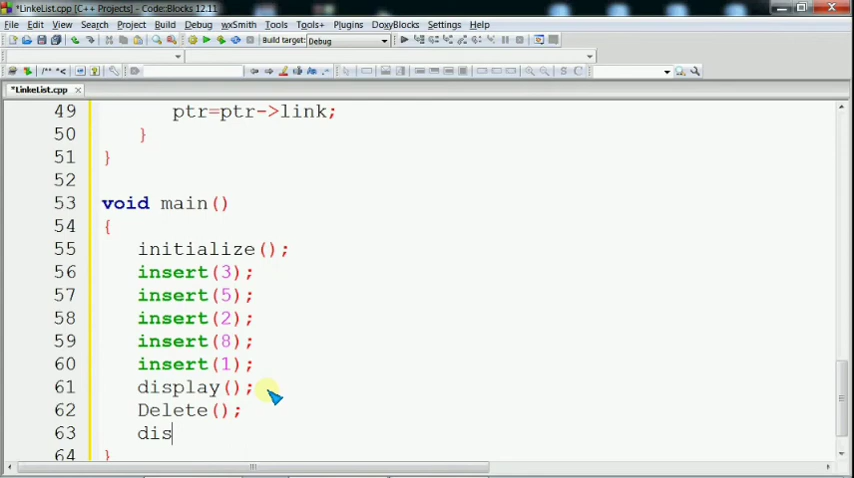 *LinkeList.cpp [C++ Projects] - Code::Blocks 12.11
File Edit View Search Project Build Debug wxSmith Tools Tools+ Plugins DoxyBlocks Settings Help
Build target: Debug
*LinkeList.cpp
49 ptr=ptr->link;
50 }
51 }
52
53 void main()
54 {
55 initialize();
56 insert(3);
57 insert(5);
58 insert(2);
59 insert(8);
60 insert(1);
61 display();
62 Delete();
63 dis
64 }